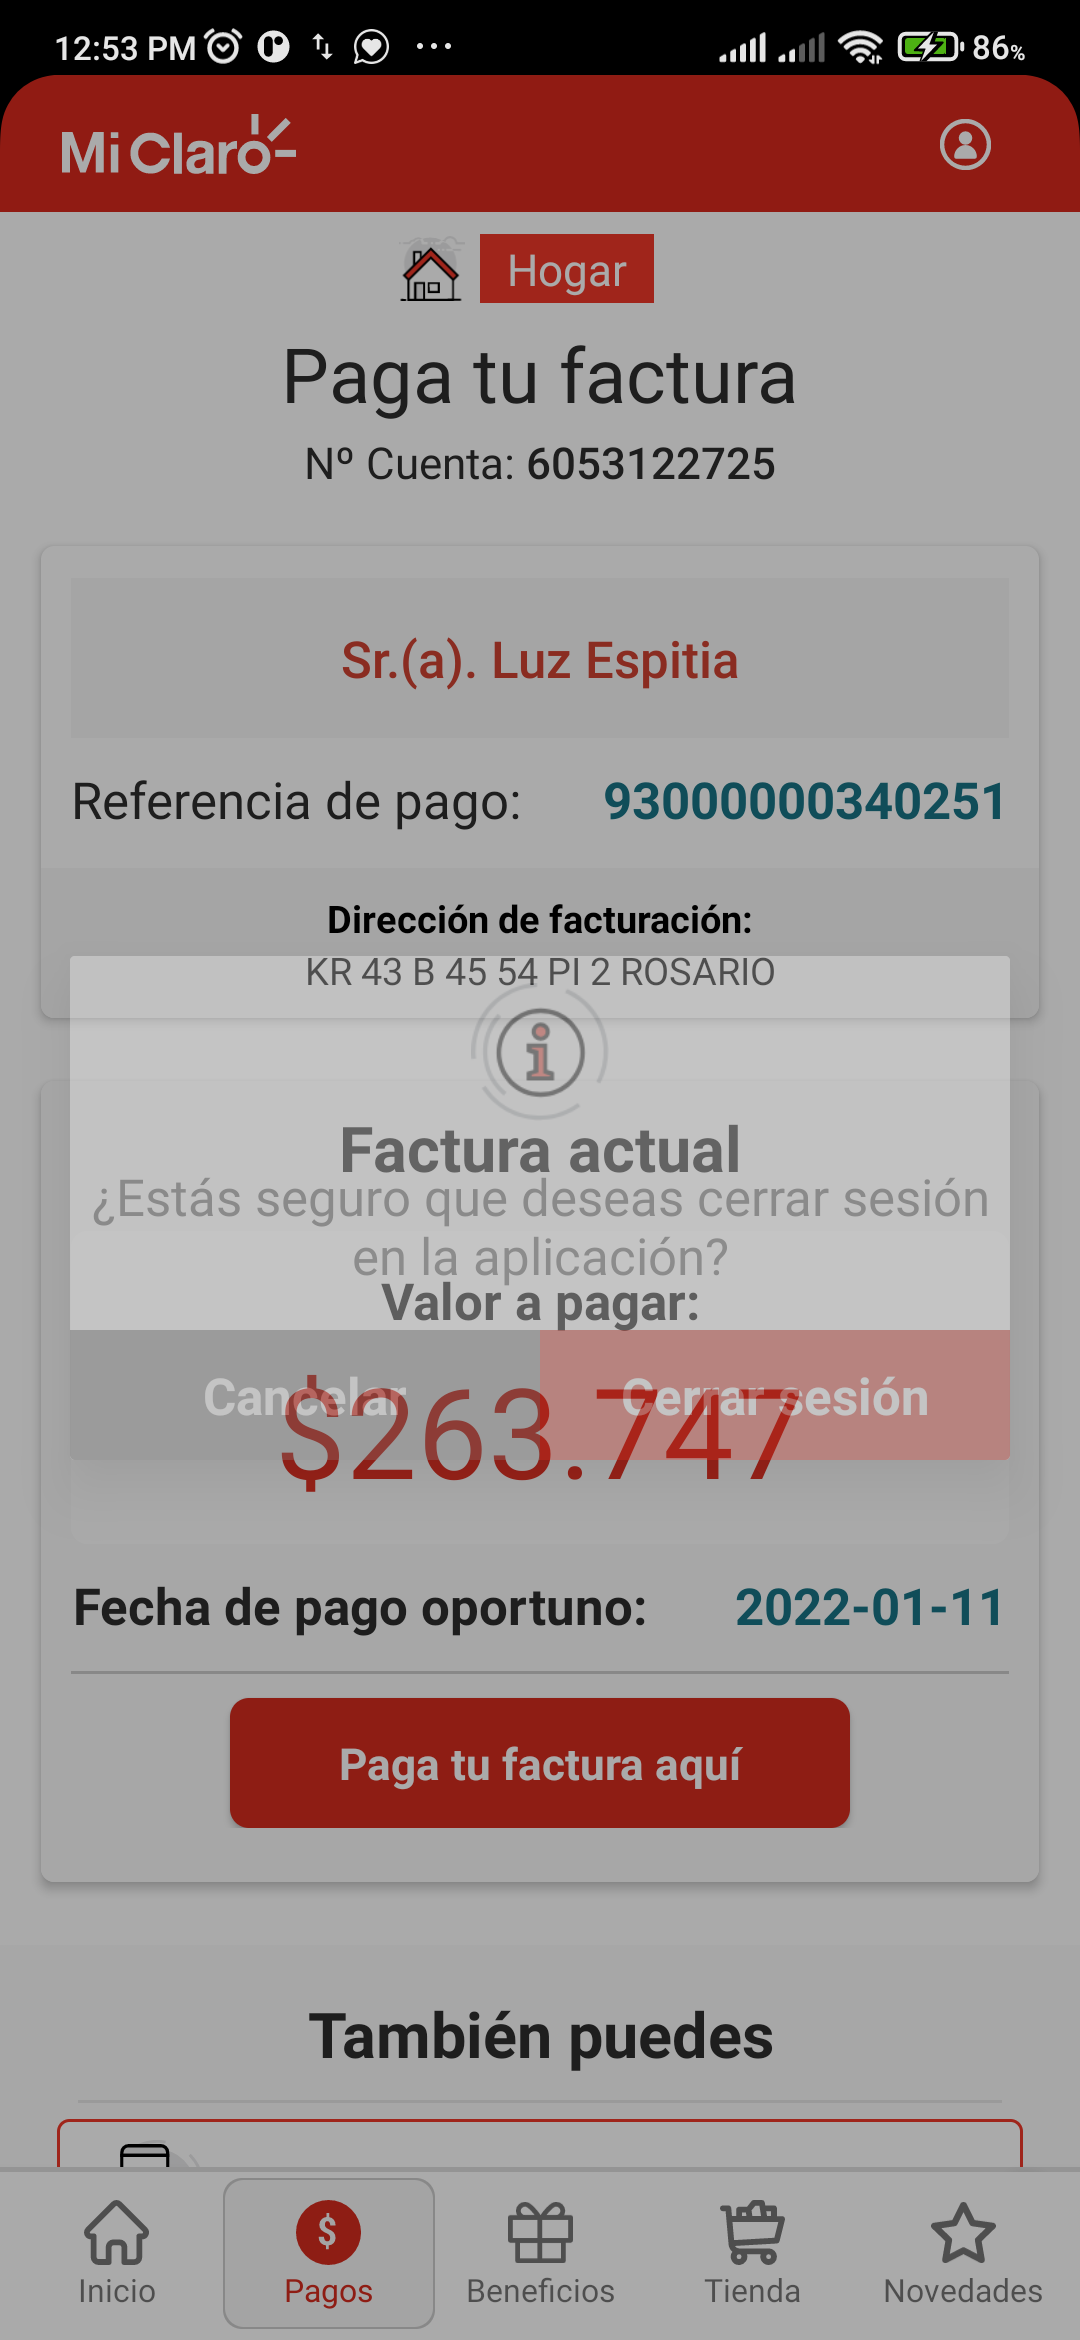 12:53 PM
86%
Mi Claro
Hogar
Paga tu factura
Nº Cuenta: 6053122725
Sr.(a). Luz Espitia
Referencia de pago: 93000000340251
Dirección de facturación:
KR 43 B 45 54 PI 2 ROSARIO
Factura actual
¿Estás seguro que deseas cerrar sesión
en la aplicación?
Valor a pagar:
Cancelar
Cerrar sesión
$263.747
Fecha de pago oportuno: 2022-01-11
Paga tu factura aquí
También puedes
Inicio
Pagos
Beneficios
Tienda
Novedades